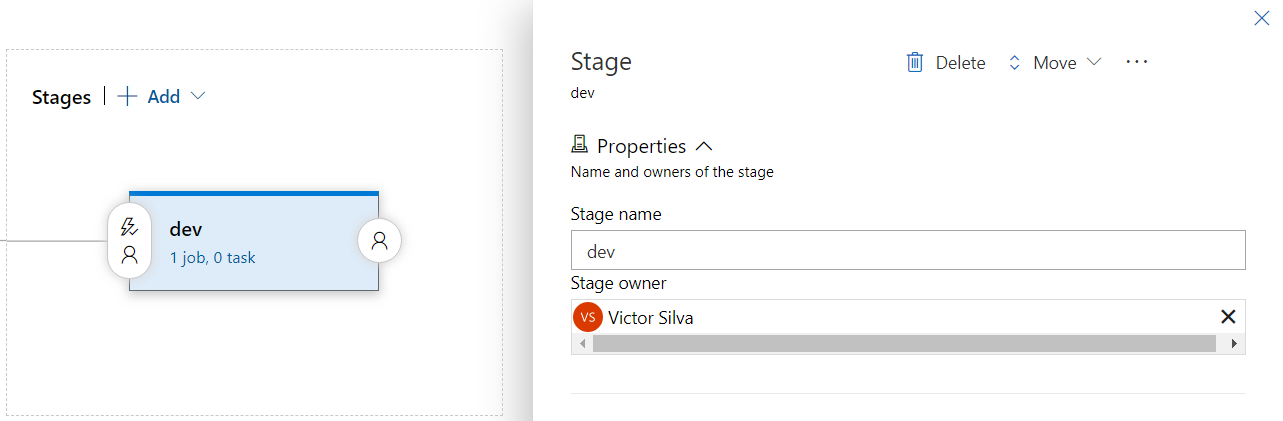 Stages
Add
dev
1 job, 0 task
Stage
Delete
Move
dev
Properties
Name and owners of the stage
Stage name
dev
Stage owner
VS Victor Silva